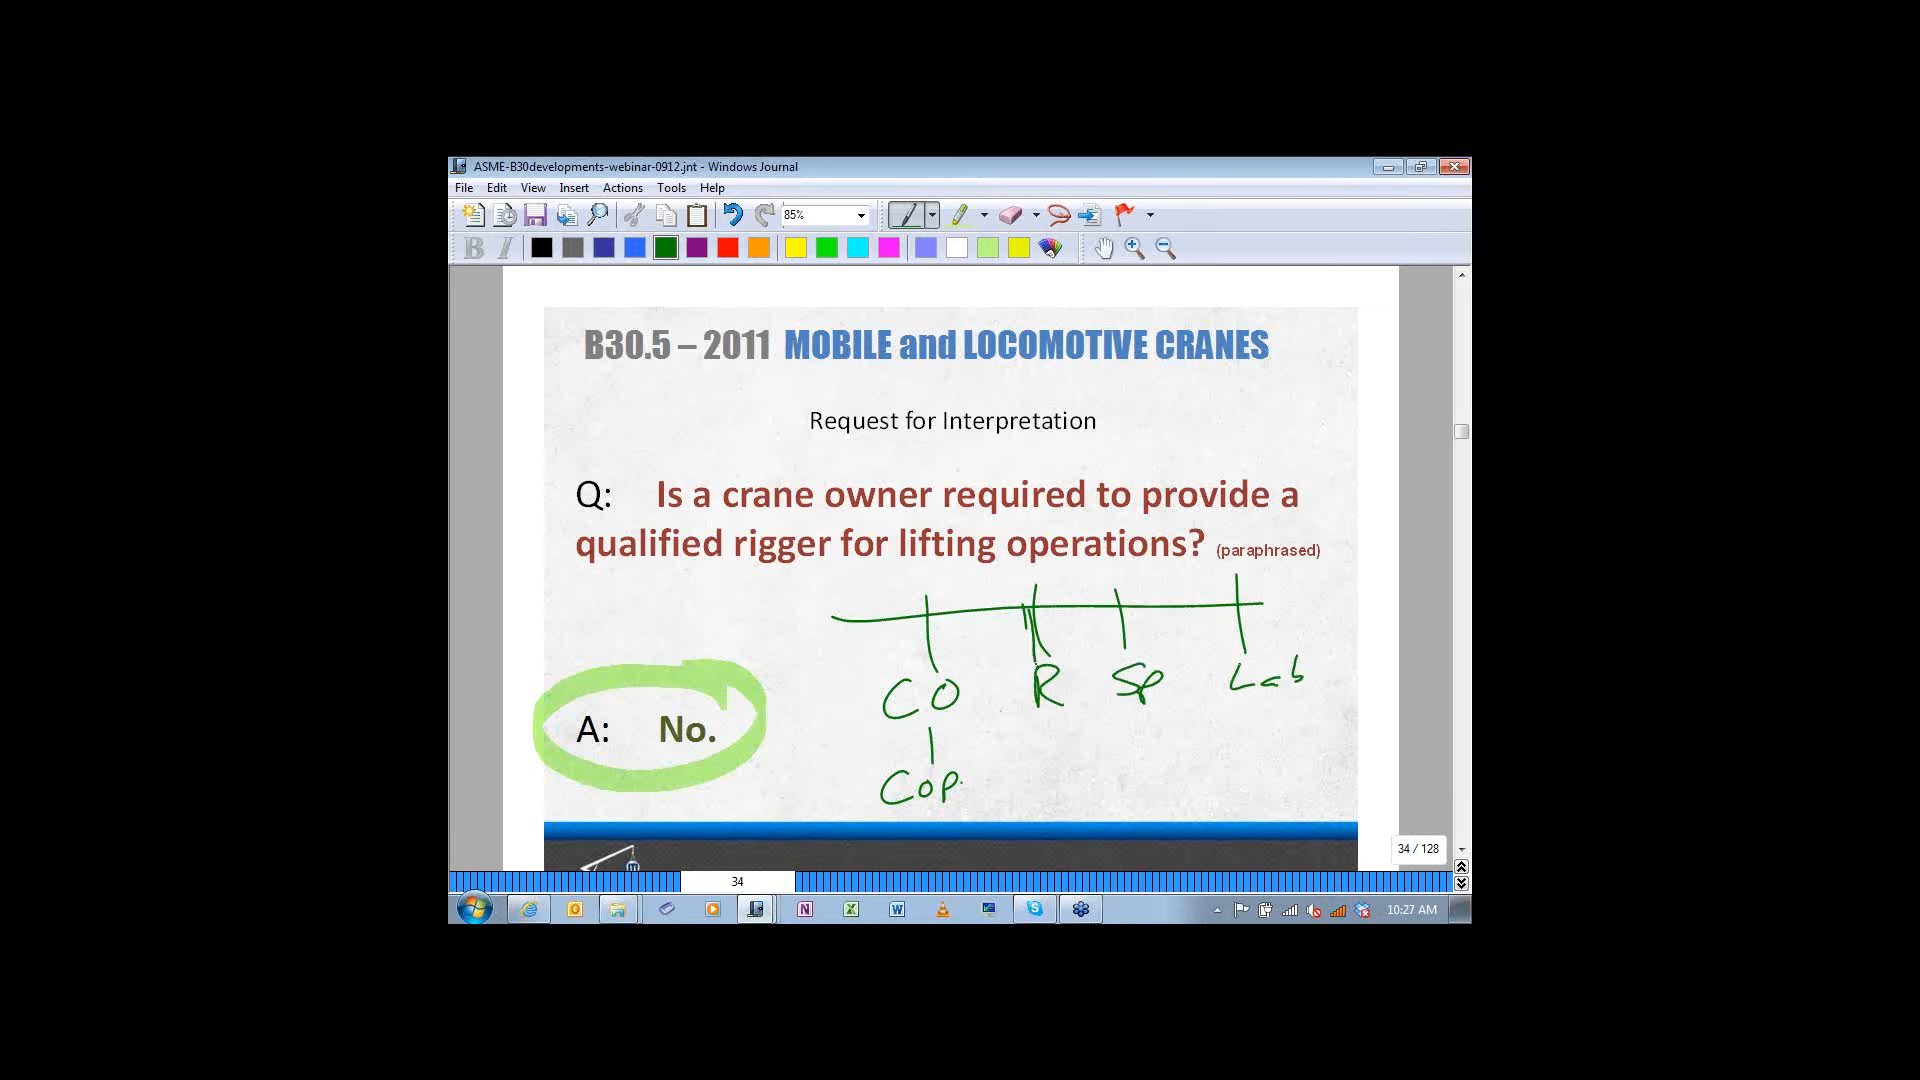 ASME-B30developments-webinar-0912.jnt - Windows Journal
File Edit View Insert Actions Tools Help
85%
B I
B30.5 – 2011 MOBILE and LOCOMOTIVE CRANES
Request for Interpretation
Q: Is a crane owner required to provide a
qualified rigger for lifting operations? (paraphrased)
CO R Sp Lab
A: No.
Cop.
34 / 128
34
10:27 AM